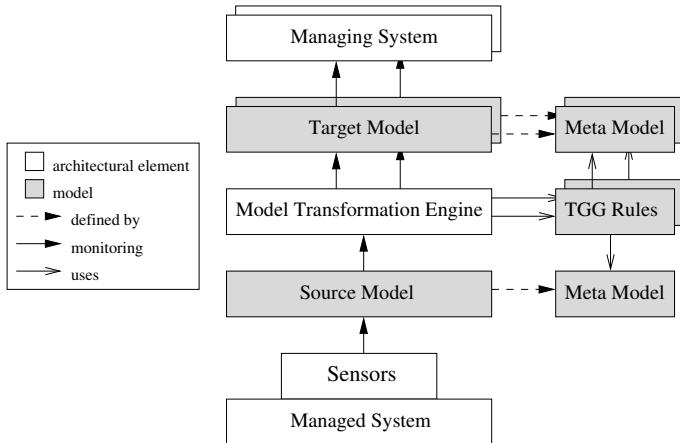 Managing System
Target Model
Meta Model
architectural element
model
defined by
monitoring
uses
Model Transformation Engine
TGG Rules
Source Model
Meta Model
Sensors
Managed System